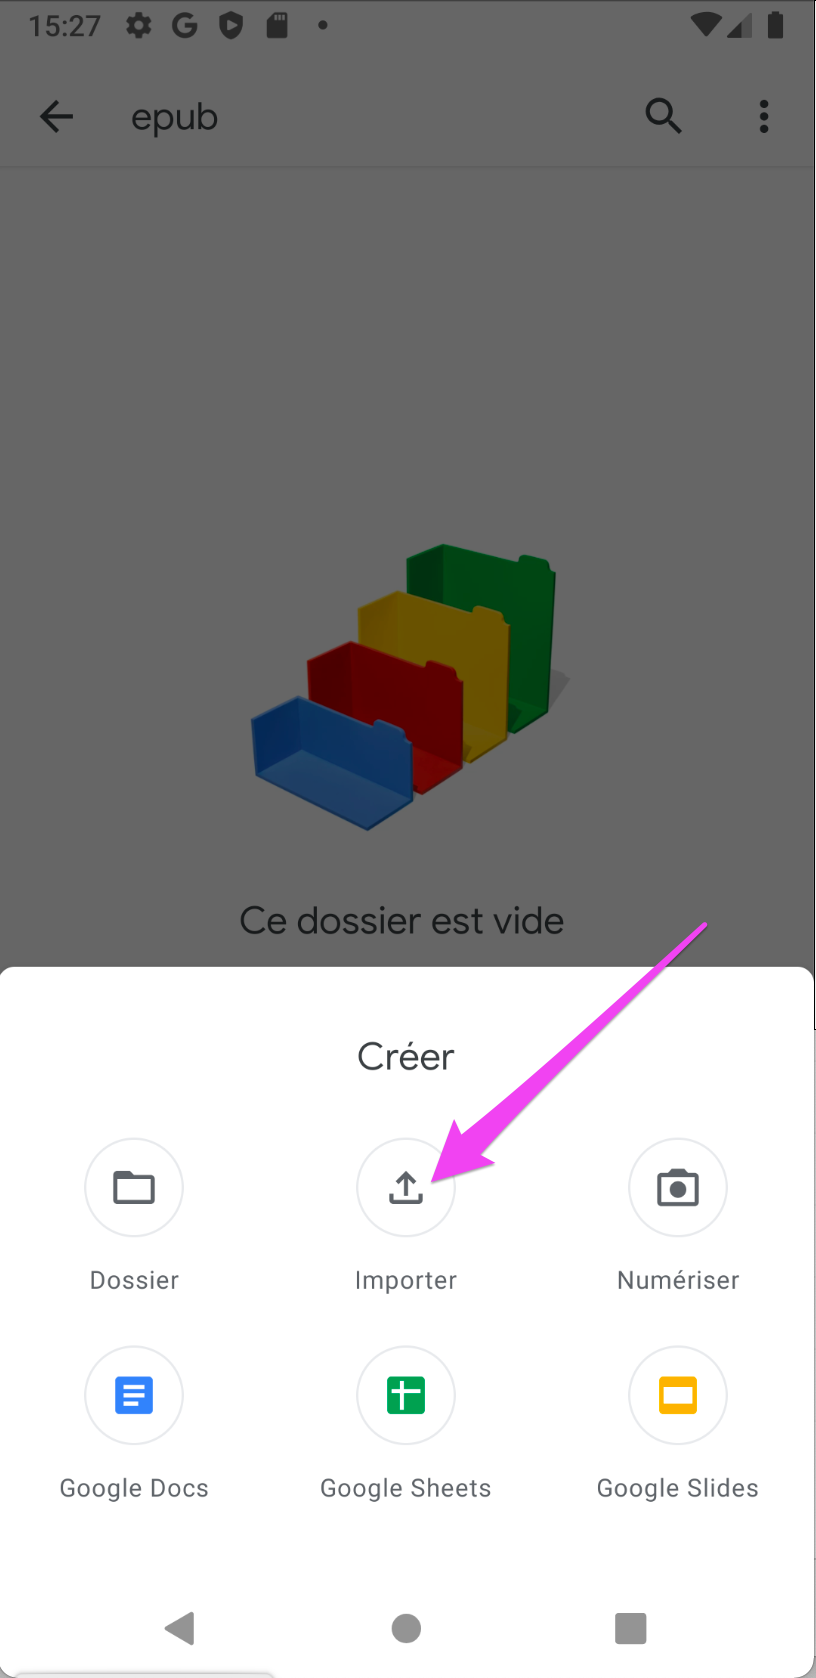 15:27
epub
Ce dossier est vide
Créer
Dossier
Importer
Numériser
Google Docs
Google Sheets
Google Slides